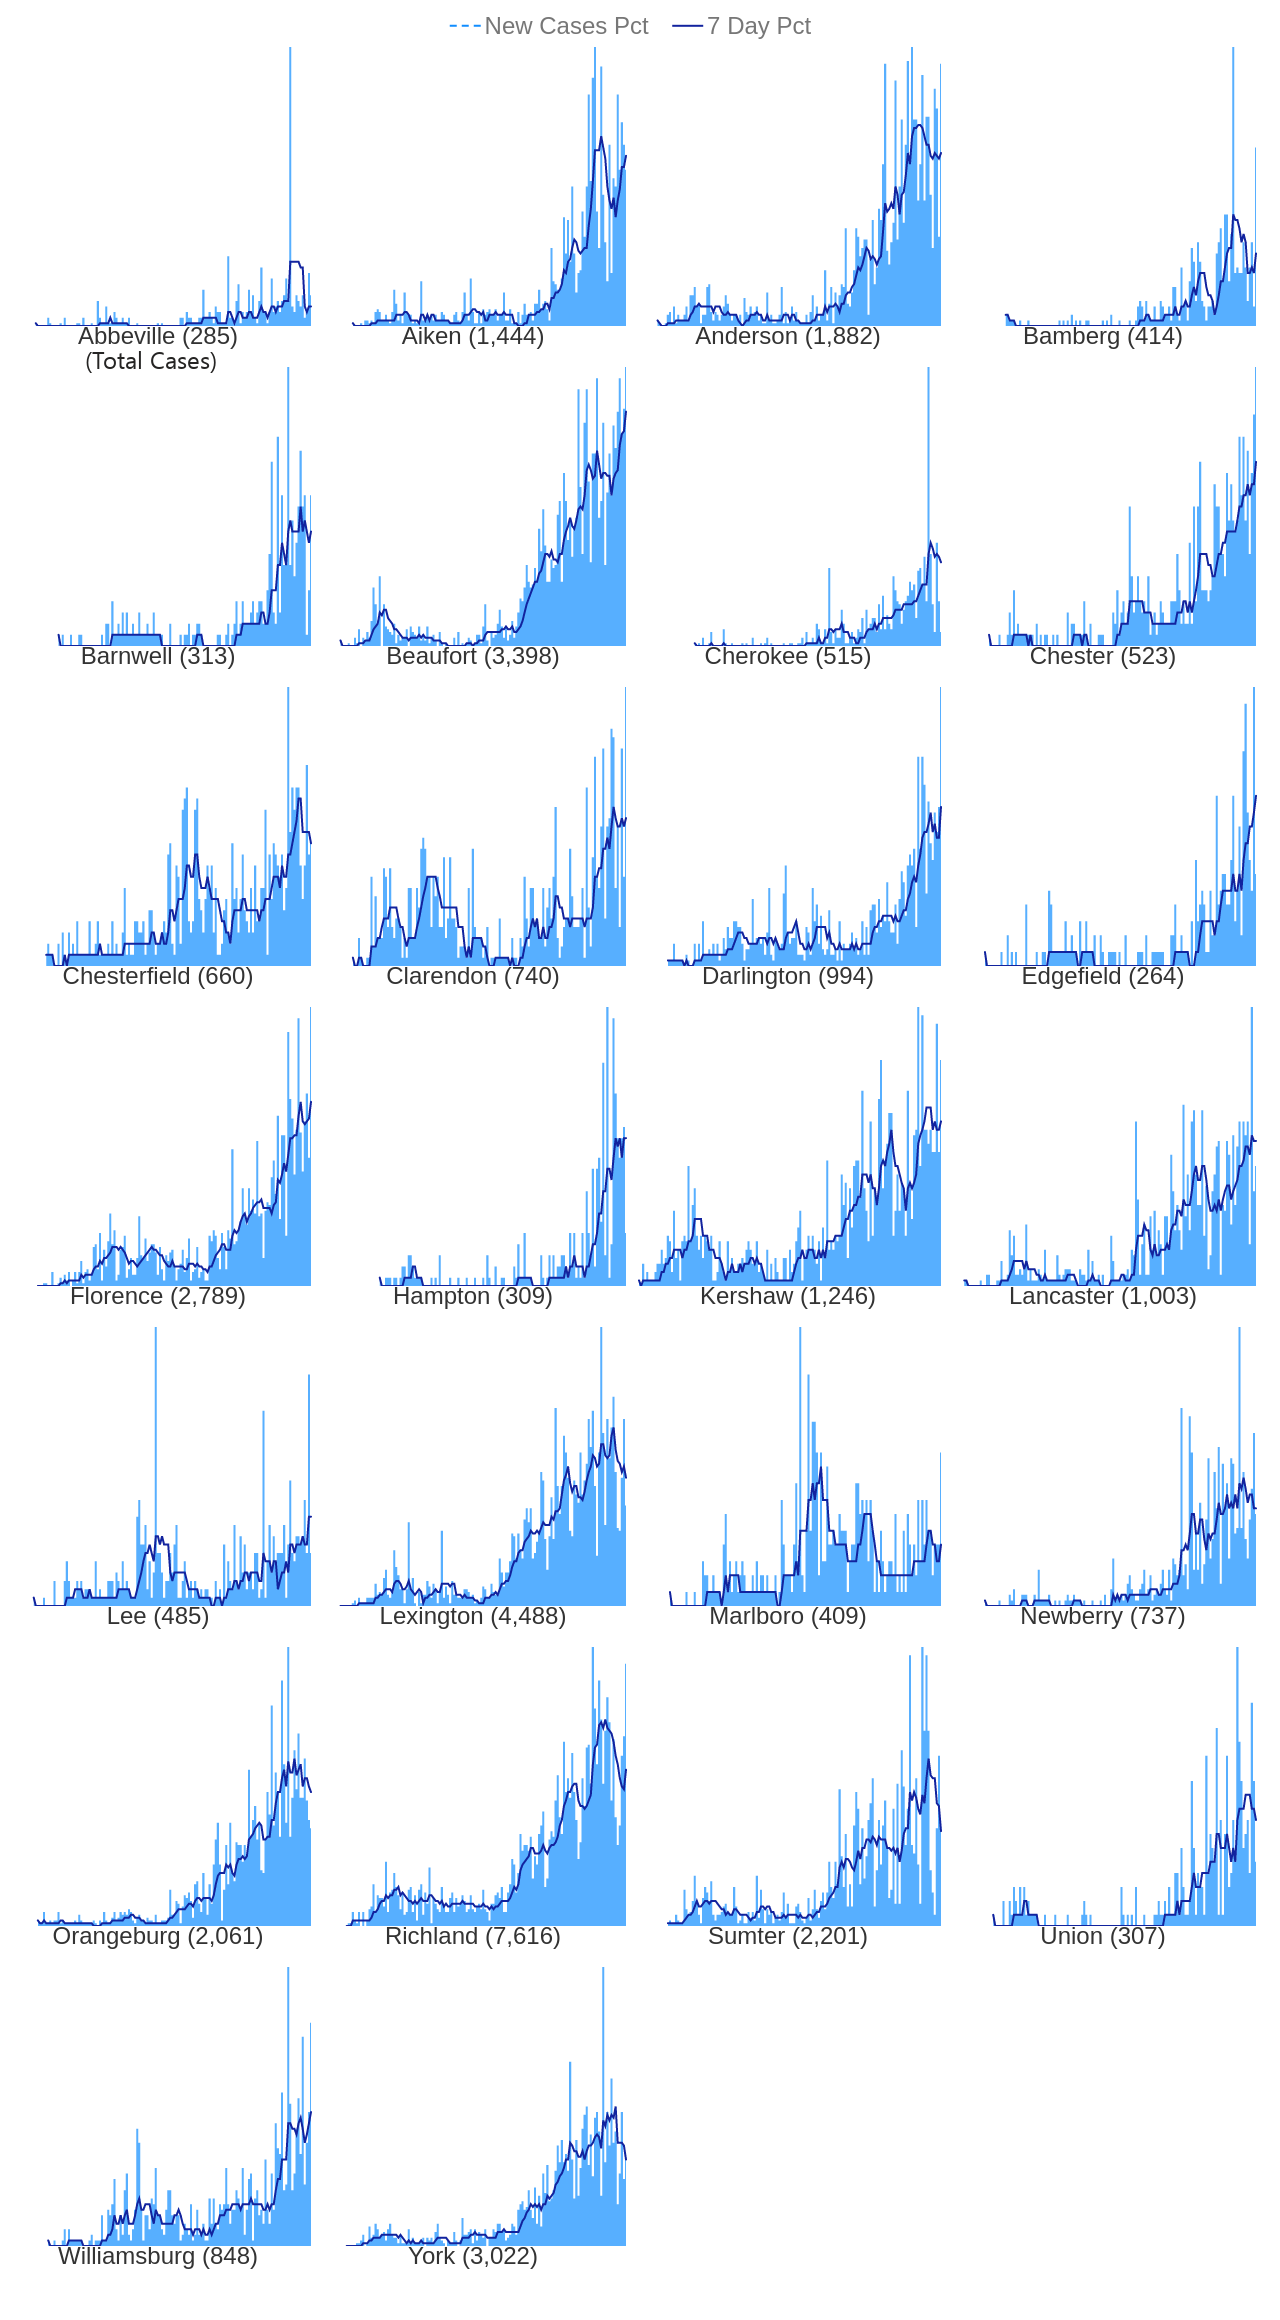 New Cases Pct 7 Day Pct
Abbeville (285) Aiken (1,444) Anderson (1,882) Bamberg (414)
(Total Cases)
Barnwell (313) Beaufort (3,398) Cherokee (515) Chester (523)
Chesterfield (660) Clarendon (740) Darlington (994) Edgefield (264)
Florence (2,789) Hampton (309) Kershaw (1,246) Lancaster (1,003)
Lee (485) Lexington (4,488) Marlboro (409) Newberry (737)
Orangeburg (2,061) Richland (7,616) Sumter (2,201) Union (307)
Williamsburg (848) York (3,022)